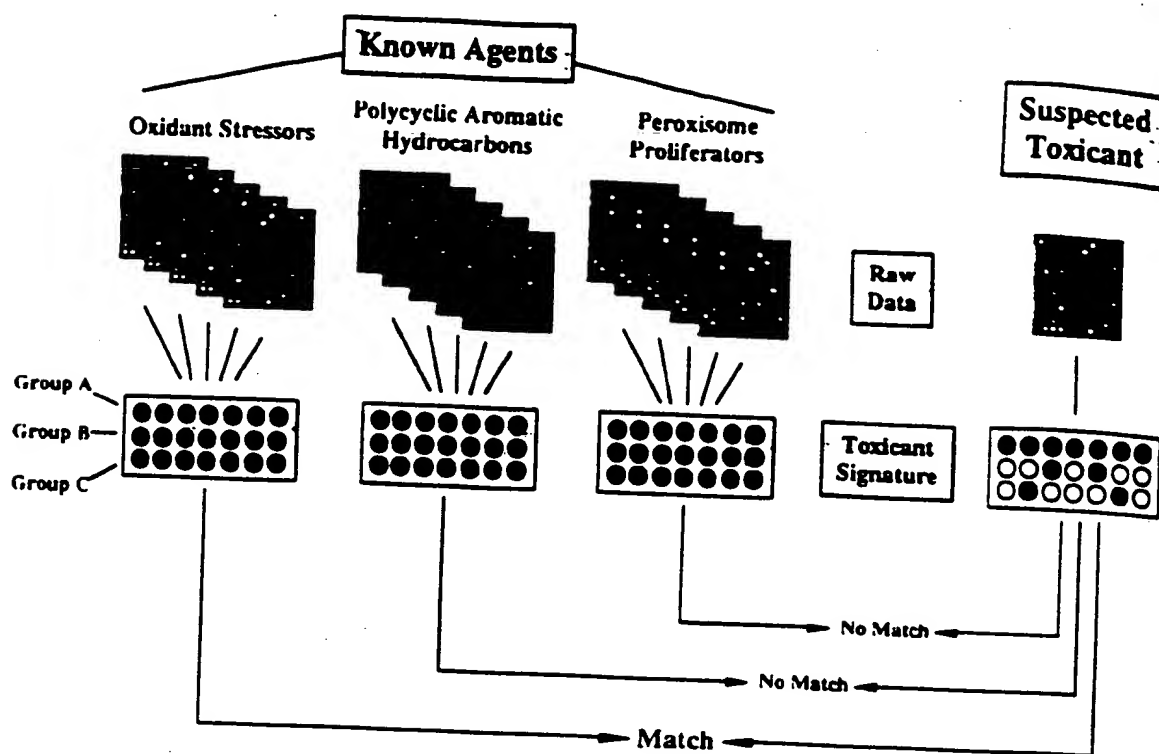 Known Agents
Oxidant Stressors
Polycyclic Aromatic
Hydrocarbons
Peroxisome
Proliferators
Suspected
Toxicant
Raw
Data
Group A
Group B
Group C
Toxicant
Signature
No Match
No Match
Match